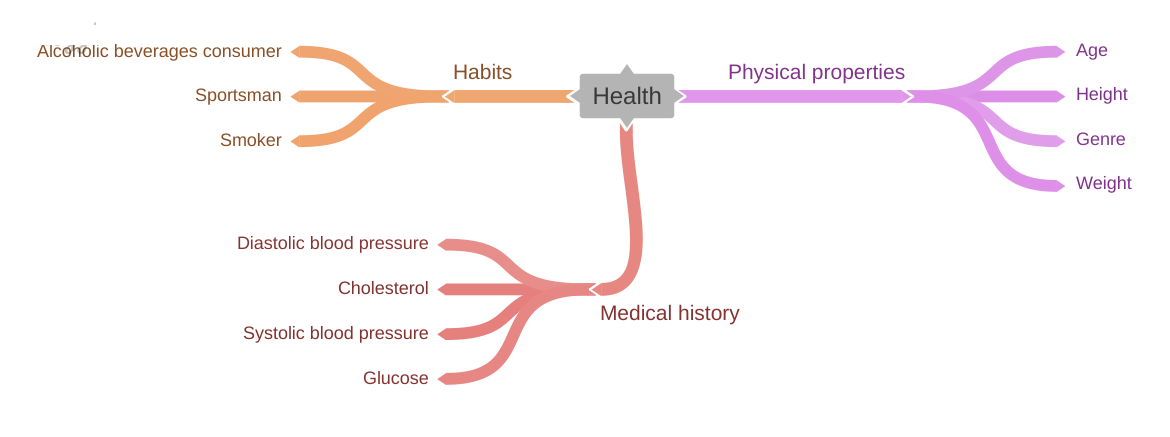 Alcoholic beverages consumer
Sportsman
Smoker
Habits
Health
Physical properties
Age
Height
Genre
Weight
Diastolic blood pressure
Cholesterol
Systolic blood pressure
Glucose
Medical history